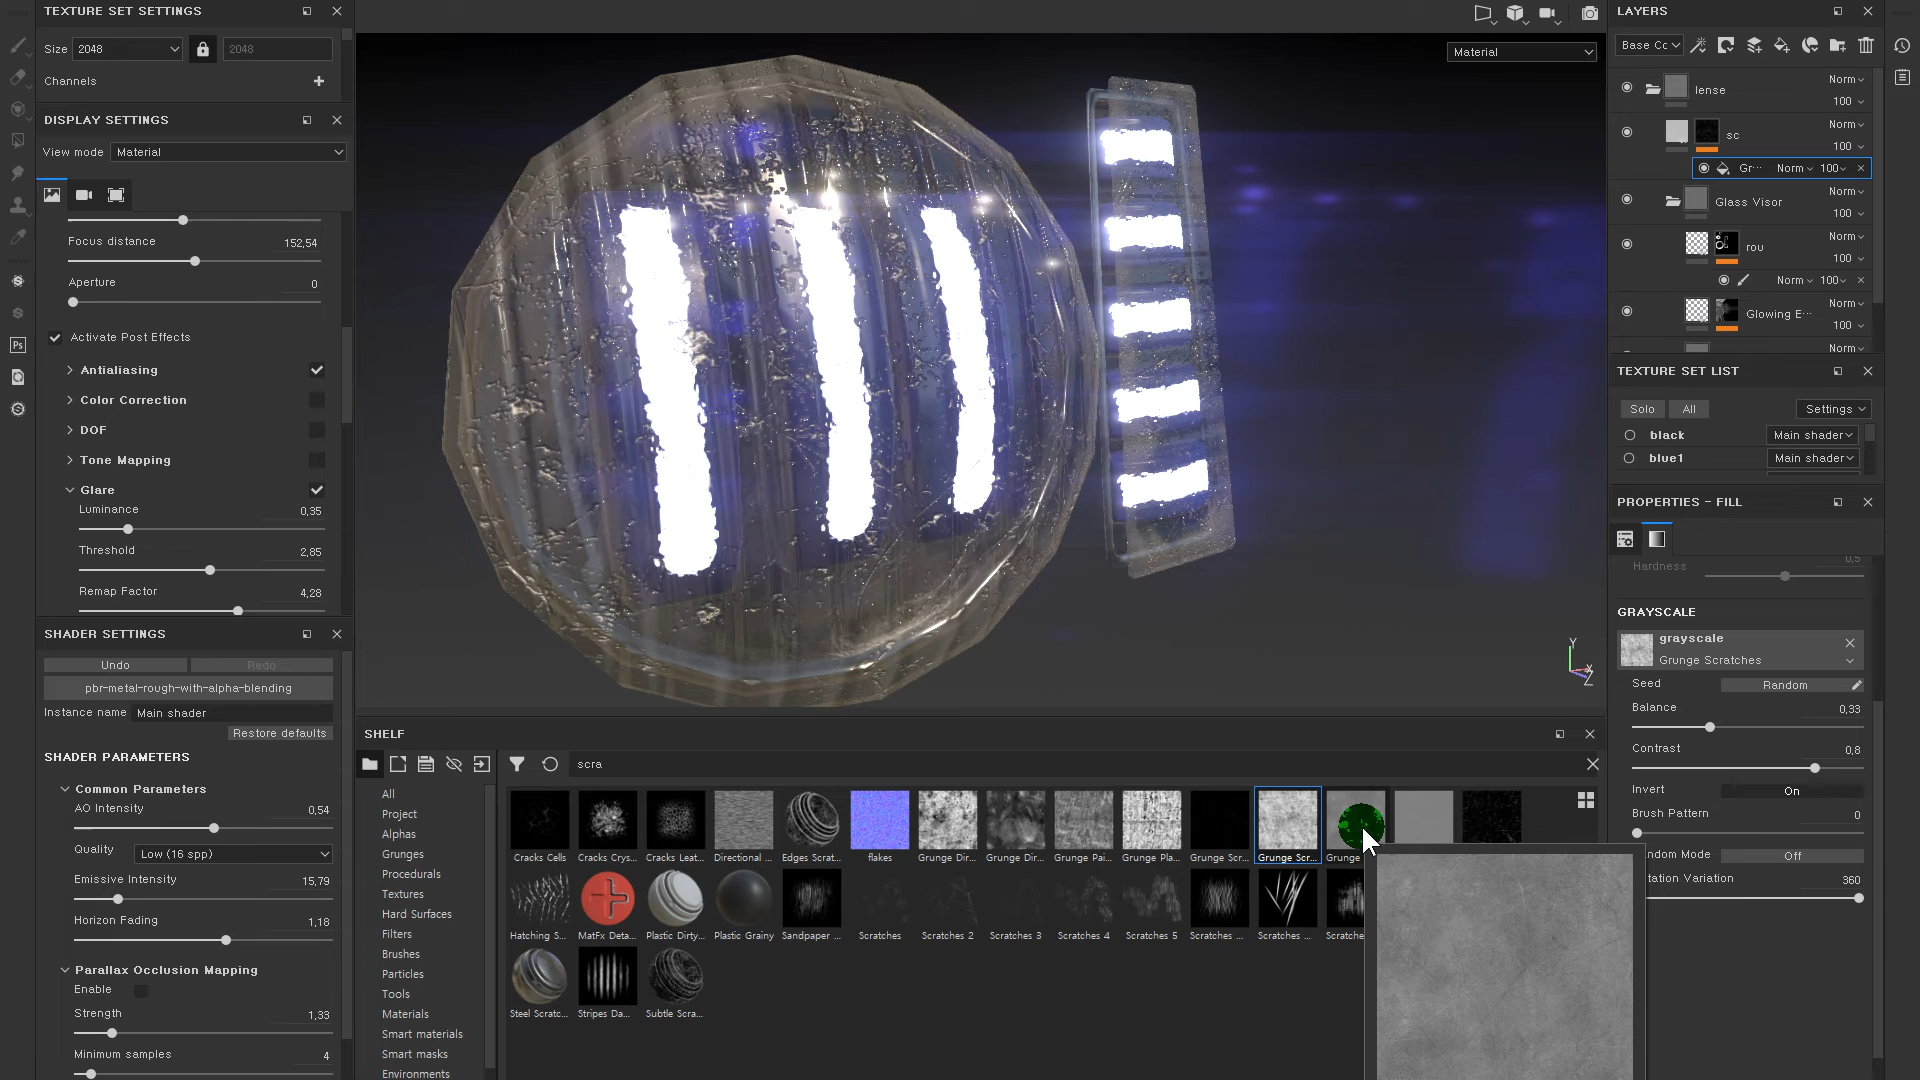 TEXTURE SET SETTINGS
Size 2048 2048
Channels
DISPLAY SETTINGS
View mode Material
Focus distance 152,54
Aperture 0
Activate Post Effects
Antialiasing
Color Correction
DOF
Tone Mapping
Glare
Luminance 0,35
Threshold 2,85
Remap Factor 4,28
SHADER SETTINGS
Undo Redo
pbr-metal-rough-with-alpha-blending
Instance name Main shader
Restore defaults
SHADER PARAMETERS
Common Parameters
AO Intensity 0,54
Quality Low (16 spp)
Emissive Intensity 15,79
Horizon Fading 1,18
Parallax Occlusion Mapping
Enable
Strength 1,33
Minimum samples 4
Ps
Material
Y
X
Z
SHELF
scra
All
Project
Alphas
Grunges
Procedurals
Textures
Hard Surfaces
Filters
Brushes
Particles
Tools
Materials
Smart materials
Smart masks
Environments
Cracks Cells Cracks Crys... Cracks Leat... Directional ... Edges Scrat... flakes Grunge Dir... Grunge Dir... Grunge Pai... Grunge Pla... Grunge Scr... Grunge Scr... Grunge
Hatching S... MatFx Deta... Plastic Dirty... Plastic Grainy Sandpaper ... Scratches Scratches 2 Scratches 3 Scratches 4 Scratches 5 Scratches ... Scratches ... Scratche
Steel Scratc... Stripes Da... Subtle Scra...
LAYERS
Base Cc
lense Norm
100
sc Norm
100
Gr... Norm 100
Glass Visor Norm
100
rou Norm
100
Norm 100
Glowing E... Norm
100
Norm
TEXTURE SET LIST
Solo All Settings
black Main shader
blue1 Main shader
PROPERTIES - FILL
Hardness 0,5
GRAYSCALE
grayscale
Grunge Scratches
Seed Random
Balance 0,33
Contrast 0,8
Invert On
Brush Pattern 0
ndom Mode Off
tation Variation 360